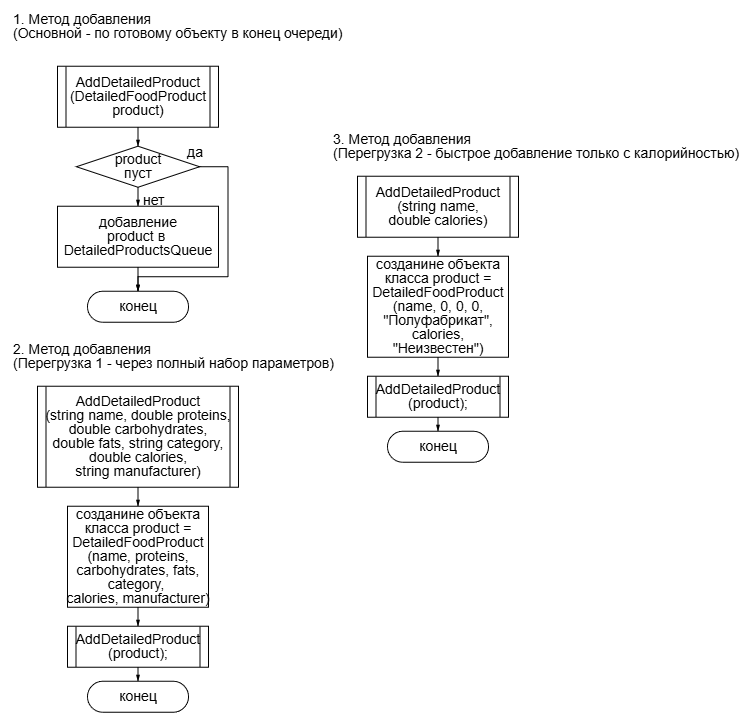 1. Метод добавления
(Основной - по готовому объекту в конец очереди)
AddDetailedProduct
(DetailedFoodProduct
product)
product
пуст
да
нет
добавление
product в
DetailedProductsQueue
конец
2. Метод добавления
(Перегрузка 1 - через полный набор параметров)
AddDetailedProduct
(string name, double proteins,
double carbohydrates,
double fats, string category,
double calories,
string manufacturer)
созданине объекта
класса product =
DetailedFoodProduct
(name, proteins,
carbohydrates, fats,
category,
calories, manufacturer)
AddDetailedProduct
(product);
конец
3. Метод добавления
(Перегрузка 2 - быстрое добавление только с калорийностью)
AddDetailedProduct
(string name,
double calories)
созданине объекта
класса product =
DetailedFoodProduct
(name, 0, 0, 0,
"Полуфабрикат",
calories,
"Неизвестен")
AddDetailedProduct
(product);
конец